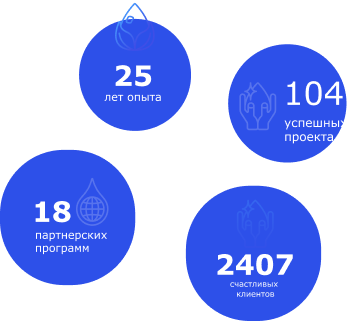 25
лет опыта
104
успешных
проекта
18
партнерских
программ
2407
счастливых
клиентов